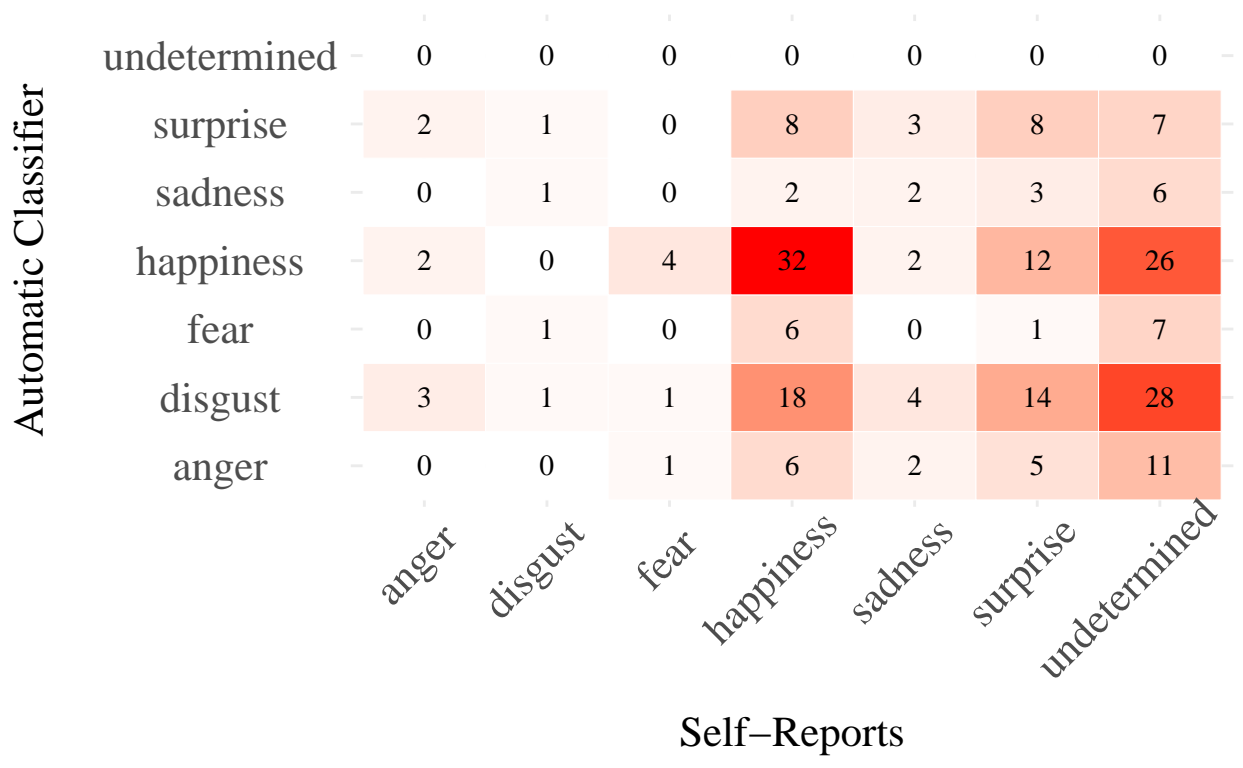 Automatic Classifier
undetermined 0 0 0 0 0 0 0
surprise 2 1 0 8 3 8 7
sadness 0 1 0 2 2 3 6
happiness 2 0 4 32 2 12 26
fear 0 1 0 6 0 1 7
disgust 3 1 1 18 4 14 28
anger 0 0 1 6 2 5 11
anger disgust fear happiness sadness surprise undetermined
Self−Reports